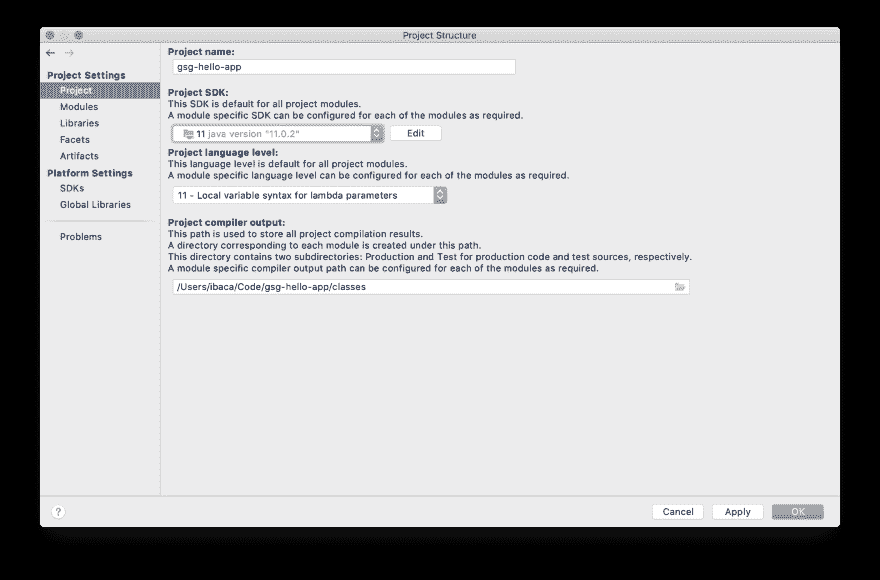 Project Structure
Project Settings
Project
Modules
Libraries
Facets
Artifacts
Platform Settings
SDKs
Global Libraries
Problems
Project name:
gsg-hello-app
Project SDK:
This SDK is default for all project modules.
A module specific SDK can be configured for each of the modules as required.
11 java version "11.0.2"
Edit
Project language level:
This language level is default for all project modules.
A module specific language level can be configured for each of the modules as required.
11 - Local variable syntax for lambda parameters
Project compiler output:
This path is used to store all project compilation results.
A directory corresponding to each module is created under this path.
This directory contains two subdirectories: Production and Test for production code and test sources, respectively.
A module specific compiler output path can be configured for each of the modules as required.
/Users/ibaca/Code/gsg-hello-app/classes
?
Cancel
Apply
OK